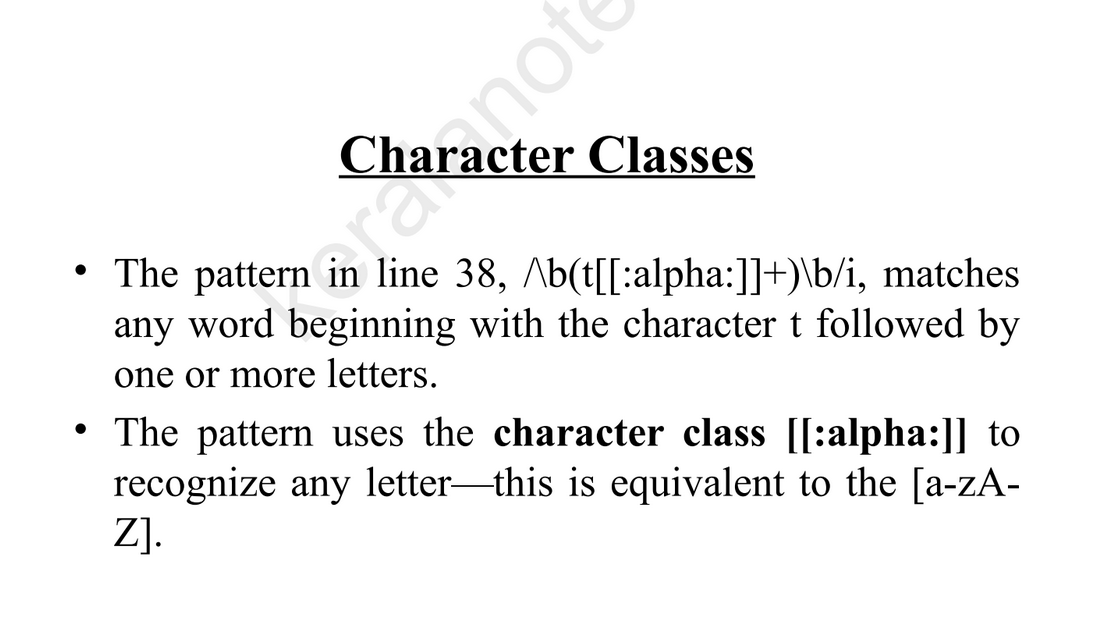 Character Classes
• The pattern in line 38, /\b(t[[:alpha:]]+)\b/i, matches
any word beginning with the character t followed by
one or more letters.
• The pattern uses the character class [[:alpha:]] to
recognize any letter—this is equivalent to the [a-zA-
Z].